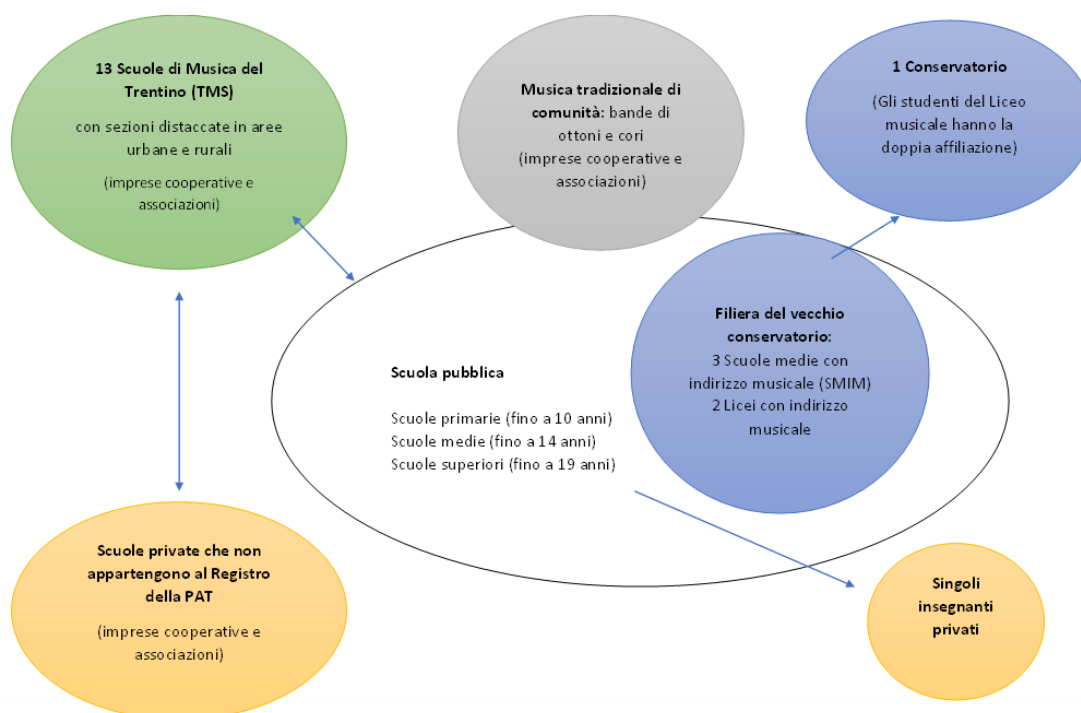 13 Scuole di Musica del
Trentino (TMS)
con sezioni distaccate in aree
urbane e rurali
(imprese cooperative e
associazioni)
Musica tradizionale di
comunità: bande di
ottoni e cori
(imprese cooperative e
associazioni)
1 Conservatorio
(Gli studenti del Liceo
musicale hanno la
doppia affiliazione)
Filiera del vecchio
conservatorio:
3 Scuole medie con
indirizzo musicale (SMIM)
2 Licei con indirizzo
musicale
Scuola pubblica
Scuole primarie (fino a 10 anni)
Scuole medie (fino a 14 anni)
Scuole superiori (fino a 19 anni)
Scuole private che non
appartengono al Registro
della PAT
(imprese cooperative e
associazioni)
Singoli
insegnanti
privati